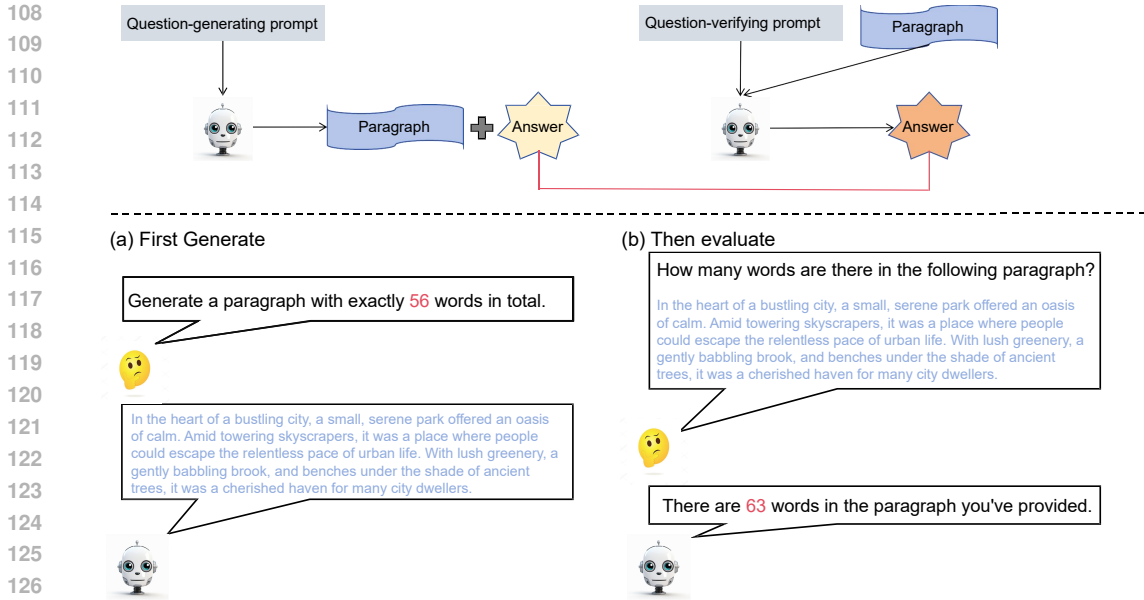 108
109
110
111
112
113
114
115
116
117
118
119
120
121
122
123
124
125
126
Question-generating prompt
Paragraph
Answer
Question-verifying prompt
Paragraph
Answer
(a) First Generate
Generate a paragraph with exactly 56 words in total.
In the heart of a bustling city, a small, serene park offered an oasis
of calm. Amid towering skyscrapers, it was a place where people
could escape the relentless pace of urban life. With lush greenery, a
gently babbling brook, and benches under the shade of ancient
trees, it was a cherished haven for many city dwellers.
(b) Then evaluate
How many words are there in the following paragraph?
In the heart of a bustling city, a small, serene park offered an oasis
of calm. Amid towering skyscrapers, it was a place where people
could escape the relentless pace of urban life. With lush greenery, a
gently babbling brook, and benches under the shade of ancient
trees, it was a cherished haven for many city dwellers.
There are 63 words in the paragraph you've provided.